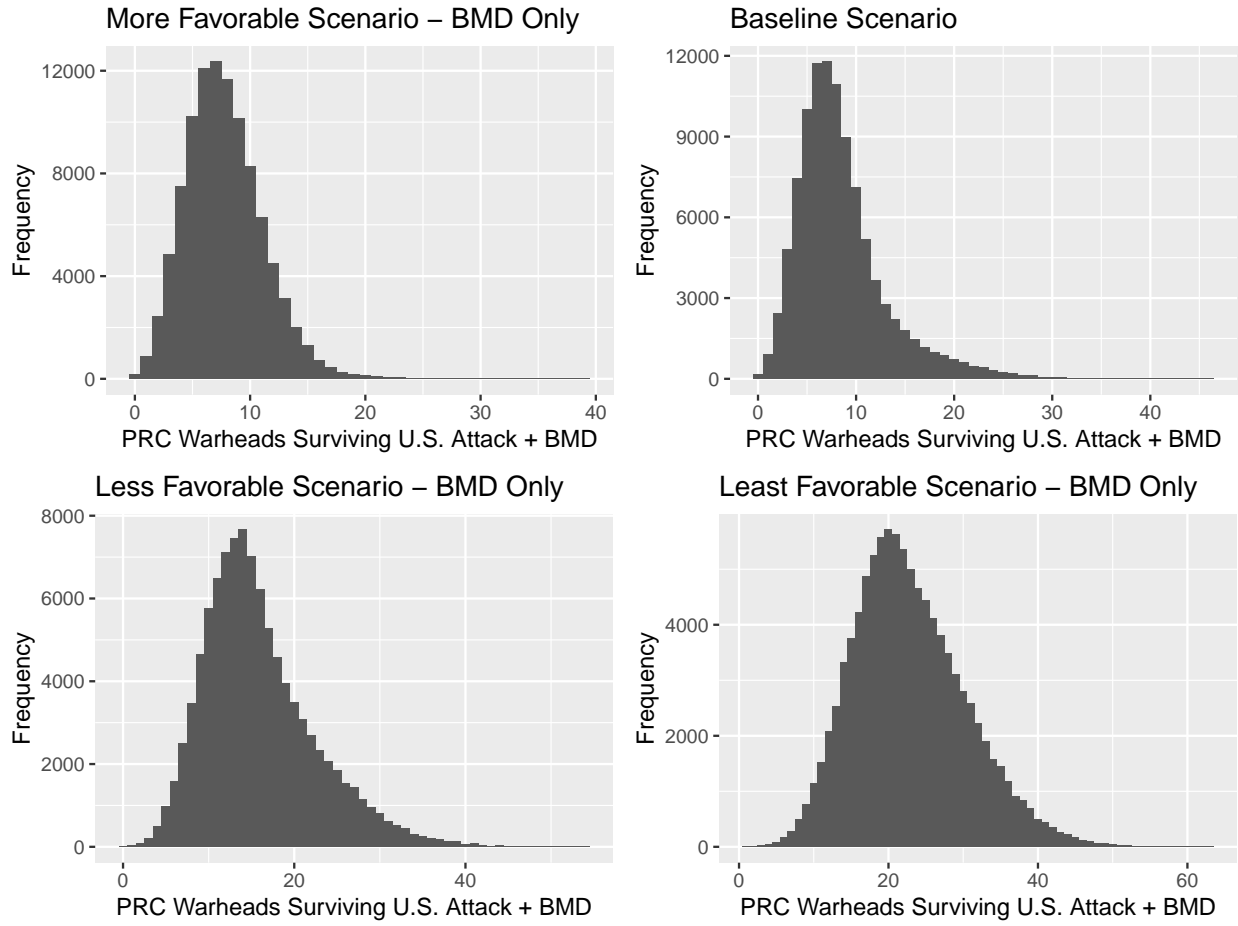 More Favorable Scenario – BMD Only
Frequency
12000
8000
4000
0
0 10 20 30 40
PRC Warheads Surviving U.S. Attack + BMD
Baseline Scenario
Frequency
12000
9000
6000
3000
0
0 10 20 30 40
PRC Warheads Surviving U.S. Attack + BMD
Less Favorable Scenario – BMD Only
Frequency
8000
6000
4000
2000
0
0 20 40
PRC Warheads Surviving U.S. Attack + BMD
Least Favorable Scenario – BMD Only
Frequency
4000
2000
0
0 20 40 60
PRC Warheads Surviving U.S. Attack + BMD